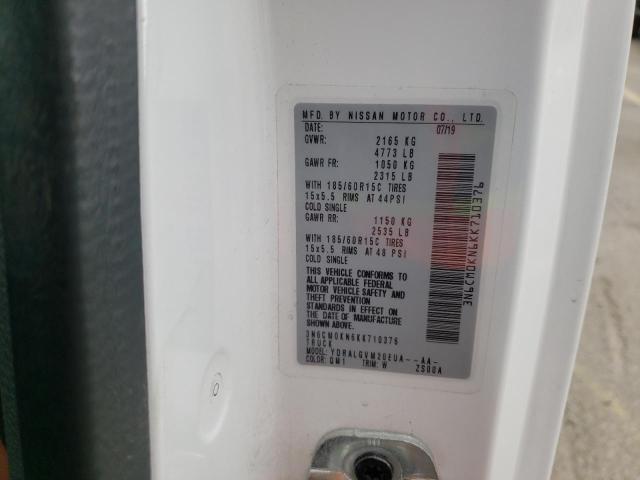 MFD. BY NISSAN MOTOR CO., LTD.
DATE: 07/19
GVWR: 2165 KG
4773 LB
GAWR FR: 1050 KG
2315 LB
WITH 185/60R15C TIRES
15x5.5 RIMS AT 44PSI
COLD SINGLE
GAWR RR: 1150 KG
2535 LB
WITH 185/60R15C TIRES
15x5.5 RIMS AT 48 PSI
COLD SINGLE
THIS VEHICLE CONFORMS TO
ALL APPLICABLE FEDERAL
MOTOR VEHICLE SAFETY AND
THEFT PREVENTION
STANDARDS IN EFFECT ON
THE DATE OF MANUFACTURE
SHOWN ABOVE.
3N6CM0KN6KK710376
TRUCK
MODEL: YDRALGVM20EUA--AA-
COLOR: QM1 TRIM: W ZS00A
3N6CM0KN6KK710376